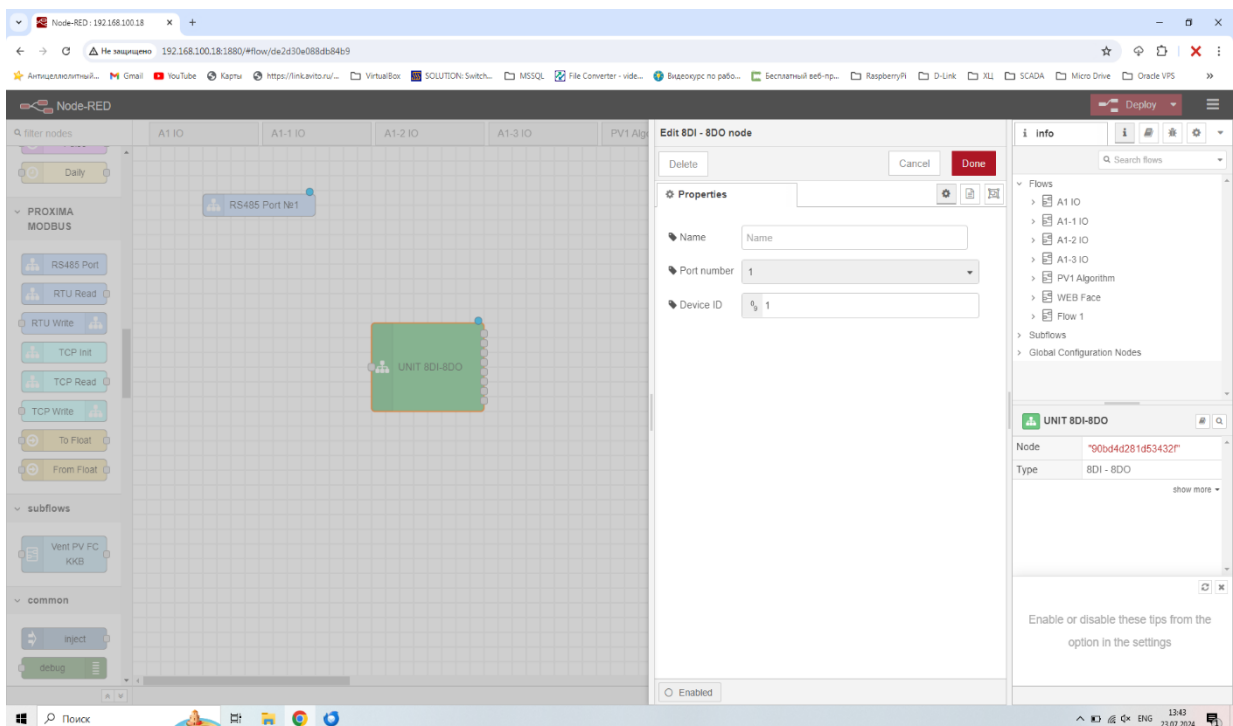 Node-RED : 192.168.100.18
Не защищено 192.168.100.18:1880/#flow/de2d30e088db84b9
Антицеллюлитный... Gmail YouTube Карты https://link.avito.ru/... VirtualBox SOLUTION: Switch... MSSQL File Converter - vide... Видеокурс по рабо... Бесплатный веб-пр... RaspberryPi D-Link ХЦ SCADA Micro Drive Oracle VPS
Node-RED Deploy
filter nodes
Daily
PROXIMA MODBUS
RS485 Port
RTU Read
RTU Write
TCP Init
TCP Read
TCP Write
To Float
From Float
subflows
Vent PV FC
KKB
common
inject
debug
A1 IO A1-1 IO A1-2 IO A1-3 IO
RS485 Port №1
UNIT 8DI-8DO
Edit 8DI - 8DO node
Delete Cancel Done
Properties
Name Name
Port number 1
Device ID 1
Enabled
info
Search flows
Flows
A1 IO
A1-1 IO
A1-2 IO
A1-3 IO
PV1 Algorithm
WEB Face
Flow 1
Subflows
Global Configuration Nodes
UNIT 8DI-8DO
Node "90bd4d281d53432f"
Type 8DI - 8DO
show more
Enable or disable these tips from the
option in the settings
Поиск
ENG
13:43
23.07.2024